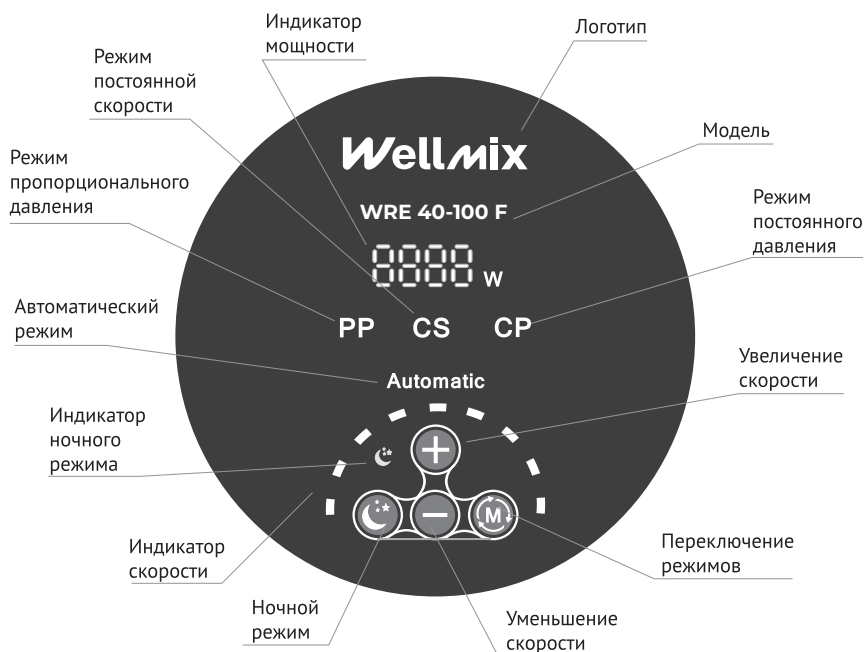 Индикатор
мощности
Логотип
Режим
постоянной
скорости
Wellmix
Модель
Режим
пропорционального
давления
WRE 40-100 F
Режим
постоянного
давления
8888 W
Автоматический
режим
PP CS CP
Увеличение
скорости
Automatic
Индикатор
ночного
режима
M
Индикатор
скорости
Переключение
режимов
Ночной
режим
Уменьшение
скорости